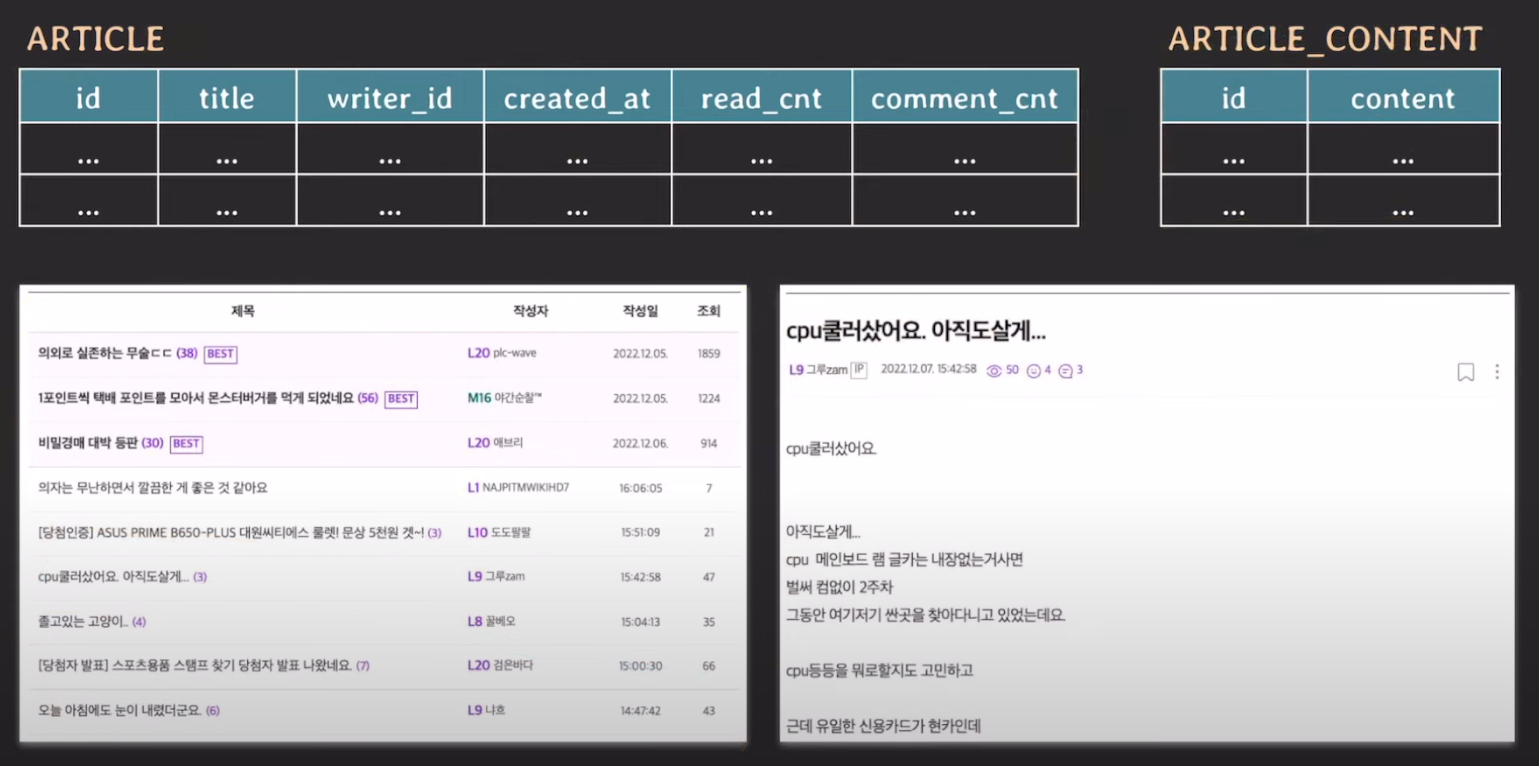 ARTICLE
id title writer_id created_at read_cnt comment_cnt
... ... ... ... ... ...
... ... ... ... ... ...
ARTICLE_CONTENT
id content
... ...
... ...
제목 작성자 작성일 조회
의외로 실존하는 무술ㄷㄷ (38) BEST L20 plc-wave 2022.12.05. 1859
1포인트씩 택배 포인트를 모아서 몬스터버거를 먹게 되었네요 (56) BEST M16 야간순찰™ 2022.12.05. 1224
비밀경매 대박 등판 (30) BEST L20 애브리 2022.12.06. 914
의자는 무난하면서 깔끔한 게 좋은 것 같아요 L1 NAJPITMWIKIHD7 16:06:05 7
[당첨인증] ASUS PRIME B650-PLUS 대원씨티에스 룰렛! 문상 5천원 겟~! (3) L10 도도팔팔 15:51:09 21
cpu쿨러샀어요. 아직도살게... (3) L9 그루zam 15:42:58 47
졸고있는 고양이.. (4) L8 꿀베오 15:04:13 35
[당첨자 발표] 스포츠용품 스탬프 찾기 당첨자 발표 나왔네요. (7) L20 검은바다 15:00:30 66
오늘 아침에도 눈이 내렸더군요. (6) L9 냐흐 14:47:42 43
cpu쿨러샀어요. 아직도살게...
L9 그루zam IP 2022.12.07. 15:42:58 50 4 3
cpu쿨러샀어요.
아직도살게...
cpu 메인보드 램 글카는 내장없는거사면
벌써 컴없이 2주차
그동안 여기저기 싼곳을 찾아다니고 있었는데요.
cpu등등을 뭐로할지도 고민하고
근데 유일한 신용카드가 현카인데